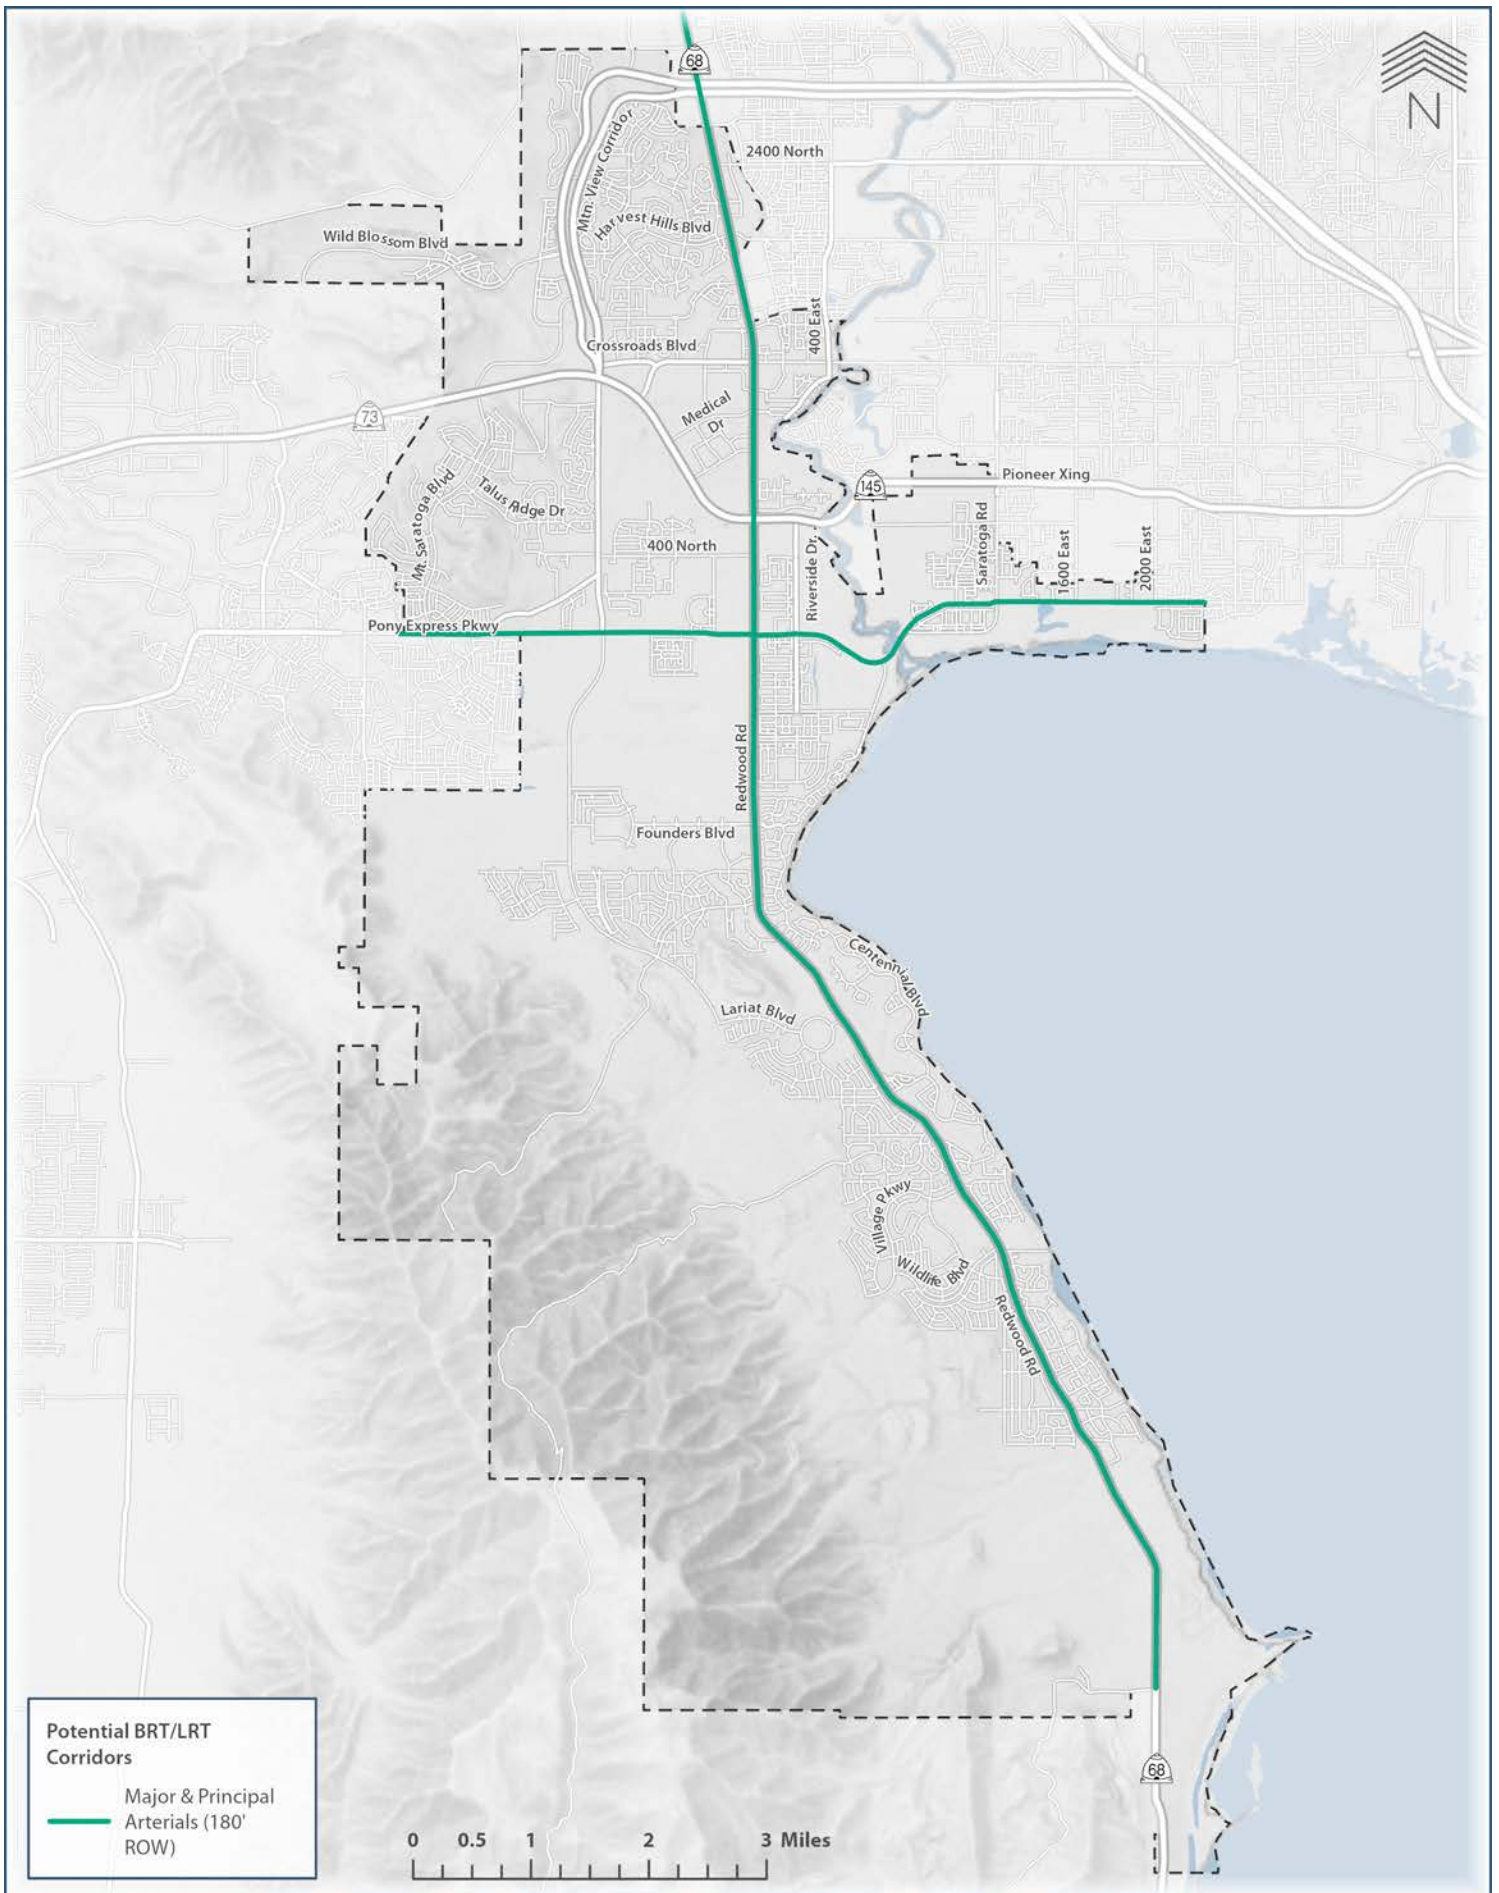 68
N
2400 North
Mtn. View Corridor
Harvest Hills Blvd
Wild Blossom Blvd
400 East
Crossroads Blvd
73
Medical
Dr
Pioneer Xing
145
Mt. Saratoga Blvd
Talus Ridge Dr
400 North
Riverside Dr.
Saratoga Rd
1600 East
2000 East
Pony Express Pkwy
Redwood Rd
Founders Blvd
Centennial Blvd
Lariat Blvd
Village Pkwy
Wildlife Blvd
Redwood Rd
68
Potential BRT/LRT
Corridors
Major & Principal
Arterials (180'
ROW)
0 0.5 1 2 3 Miles